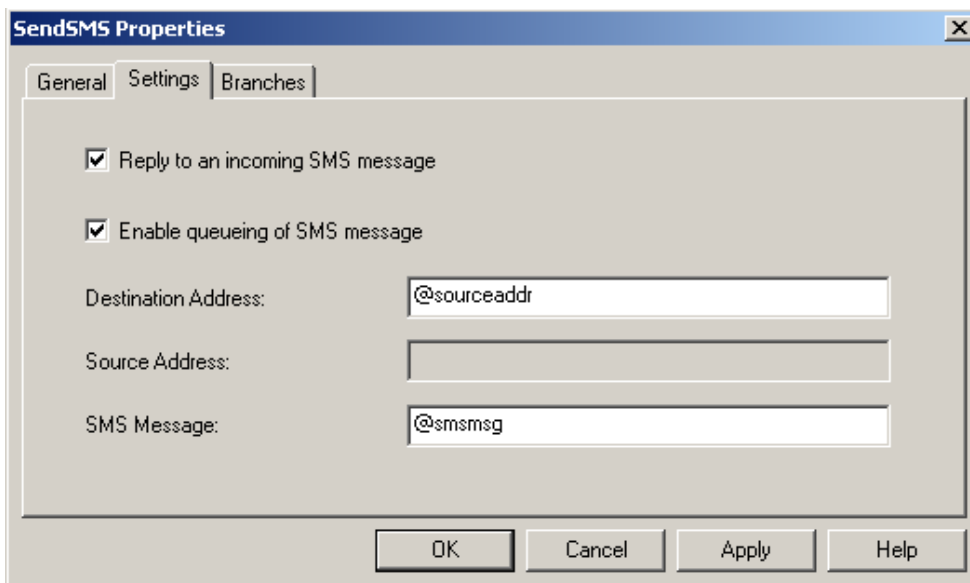 SendSMS Properties
General Settings Branches
Reply to an incoming SMS message
Enable queueing of SMS message
Destination Address: @sourceaddr
Source Address:
SMS Message: @smsmsg
OK Cancel Apply Help